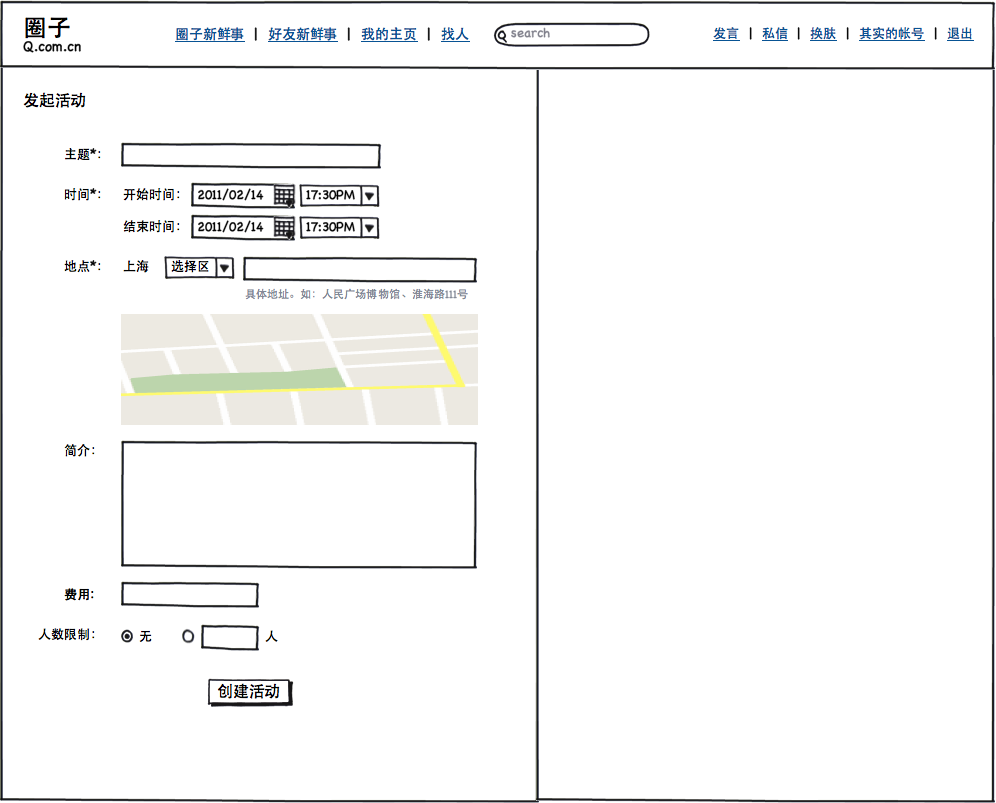 圈子
Q.com.cn
圈子新鲜事 | 好友新鲜事 | 我的主页 | 找人
search
发言 | 私信 | 换肤 | 其实的帐号 | 退出
发起活动
主题*:
时间*: 开始时间: 2011/02/14 17:30PM
结束时间: 2011/02/14 17:30PM
地点*: 上海 选择区
具体地址。如：人民广场博物馆、淮海路111号
简介:
费用:
人数限制: 无 人
创建活动